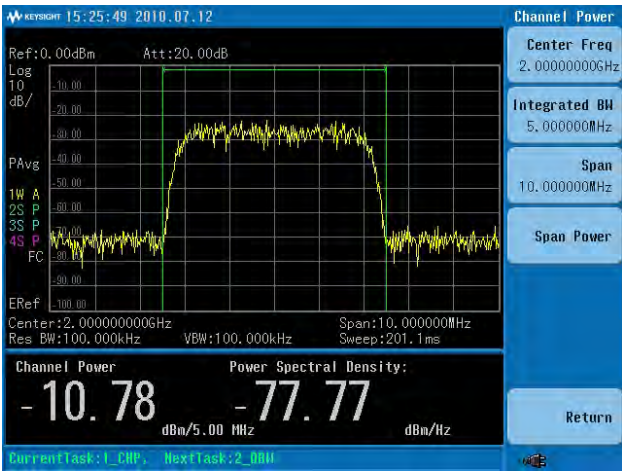 KEYSIGHT 15:25:49 2010.07.12
Channel Power
Ref:0.00dBm Att:20.00dB
Log
10
dB/
-10.00
-20.00
-30.00
-40.00
-50.00
-60.00
-70.00
-80.00
-90.00
-100.00
PAvg
1W A
2S P
3S P
4S P
FC
ERef
Center:2.000000000GHz Span:10.000000MHz
Res BW:100.000kHz VBW:100.000kHz Sweep:201.1ms
Channel Power Power Spectral Density:
-10.78 -77.77
dBm/5.00 MHz dBm/Hz
CurrentTask:1_CHP, NextTask:2_OBW
Center Freq
2.00000000GHz
Integrated BW
5.000000MHz
Span
10.000000MHz
Span Power
Return